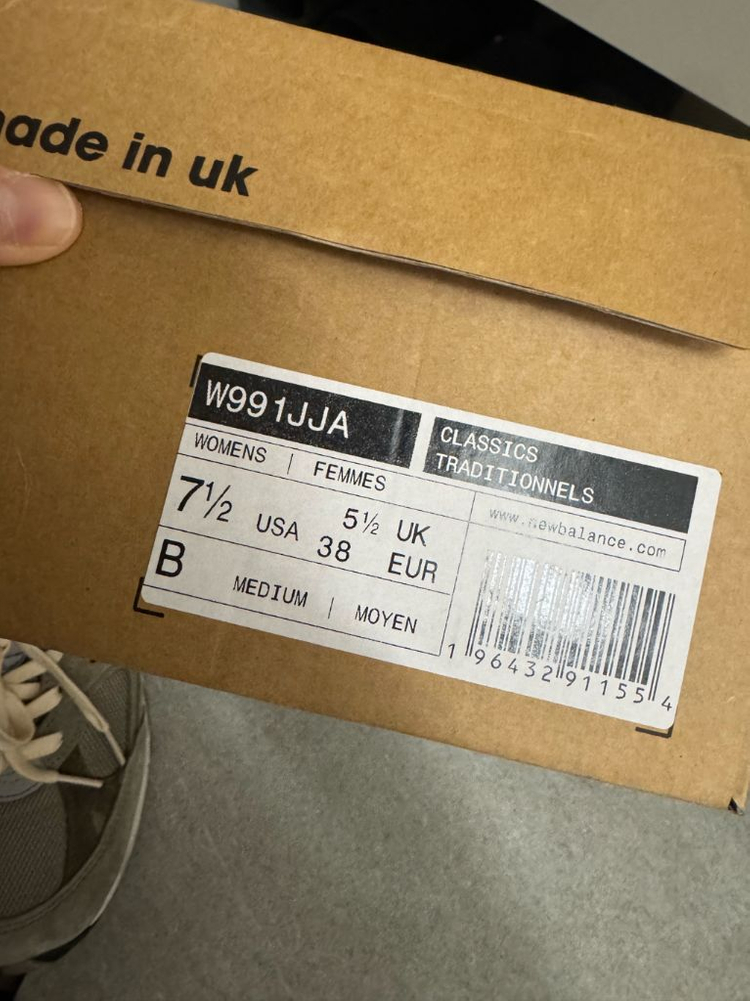 made in uk
W991JJA
CLASSICS
TRADITIONNELS
WOMENS | FEMMES
7½ USA 5½ UK
38 EUR
B MEDIUM | MOYEN
www.newbalance.com
1 96432 91155 4